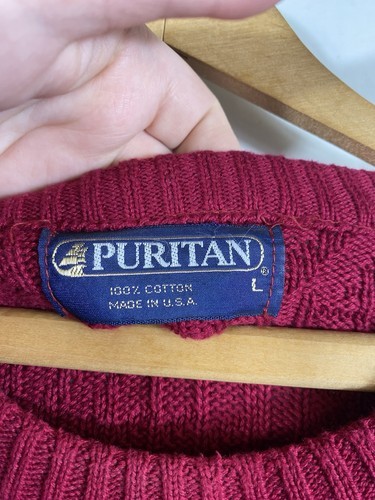 PURITAN®
100% COTTON
MADE IN U.S.A.
L